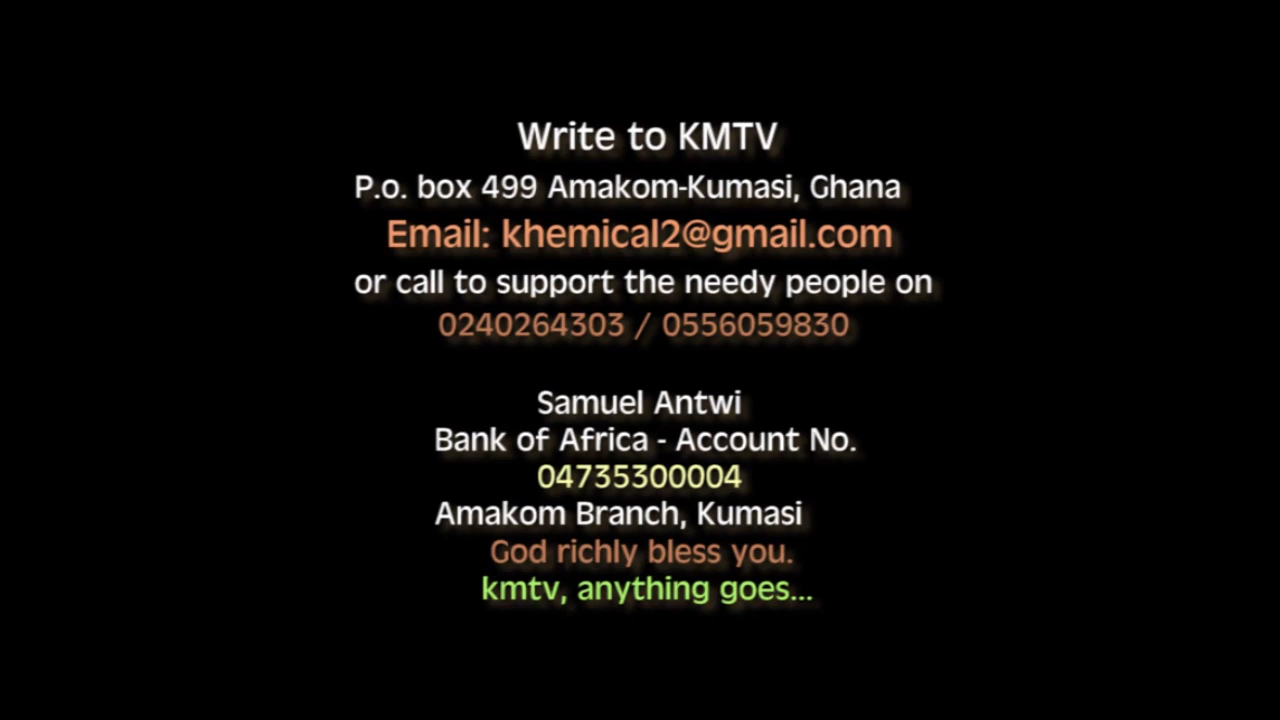 Write to KMTV
P.o. box 499 Amakom-Kumasi, Ghana
Email: khemical2@gmail.com
or call to support the needy people on
0240264303 / 0556059830
Samuel Antwi
Bank of Africa - Account No.
04735300004
Amakom Branch, Kumasi
God richly bless you.
kmtv, anything goes...